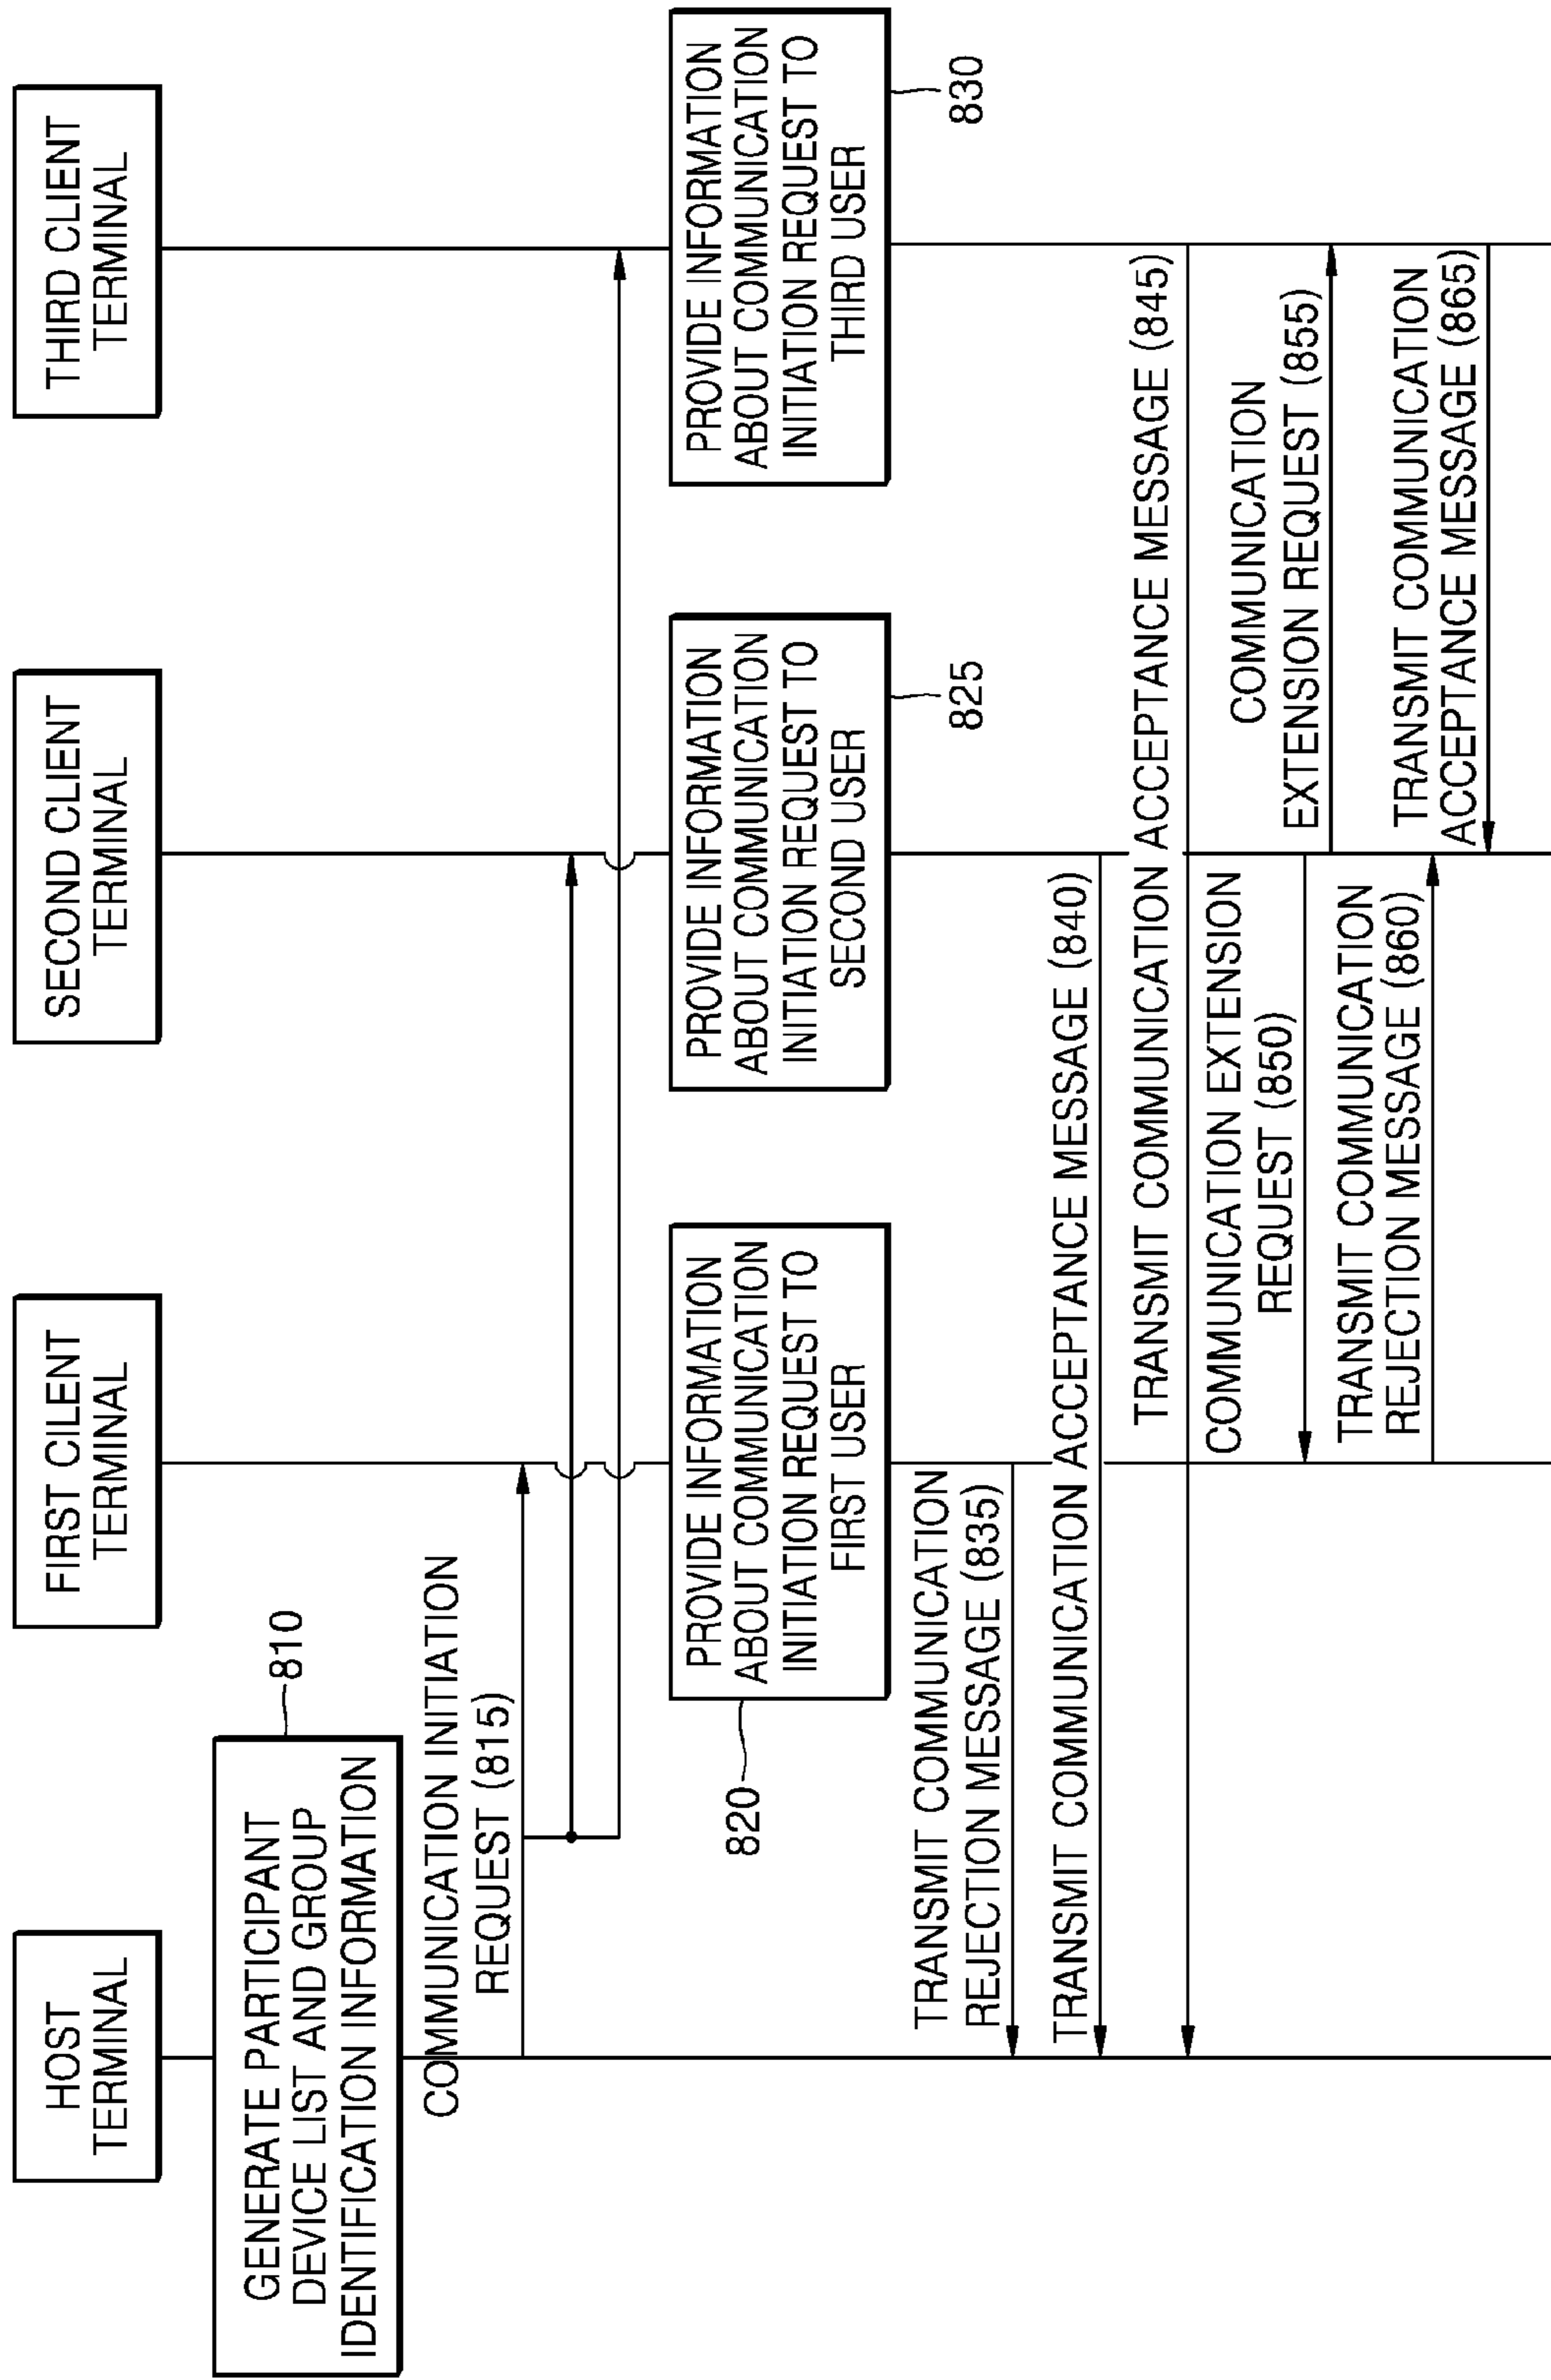 HOST
TERMINAL
FIRST CILENT
TERMINAL
SECOND CLIENT
TERMINAL
THIRD CLIENT
TERMINAL
GENERATE PARTICIPANT
DEVICE LIST AND GROUP
IDENTIFICATION INFORMATION
810
COMMUNICATION INITIATION
REQUEST (815)
PROVIDE INFORMATION
ABOUT COMMUNICATION
INITIATION REQUEST TO
FIRST USER
820
PROVIDE INFORMATION
ABOUT COMMUNICATION
INITIATION REQUEST TO
SECOND USER
825
PROVIDE INFORMATION
ABOUT COMMUNICATION
INITIATION REQUEST TO
THIRD USER
830
TRANSMIT COMMUNICATION
REJECTION MESSAGE (835)
TRANSMIT COMMUNICATION ACCEPTANCE MESSAGE (840)
TRANSMIT COMMUNICATION ACCEPTANCE MESSAGE (845)
COMMUNICATION EXTENSION
REQUEST (850)
COMMUNICATION
EXTENSION REQUEST (855)
TRANSMIT COMMUNICATION
REJECTION MESSAGE (860)
TRANSMIT COMMUNICATION
ACCEPTANCE MESSAGE (865)